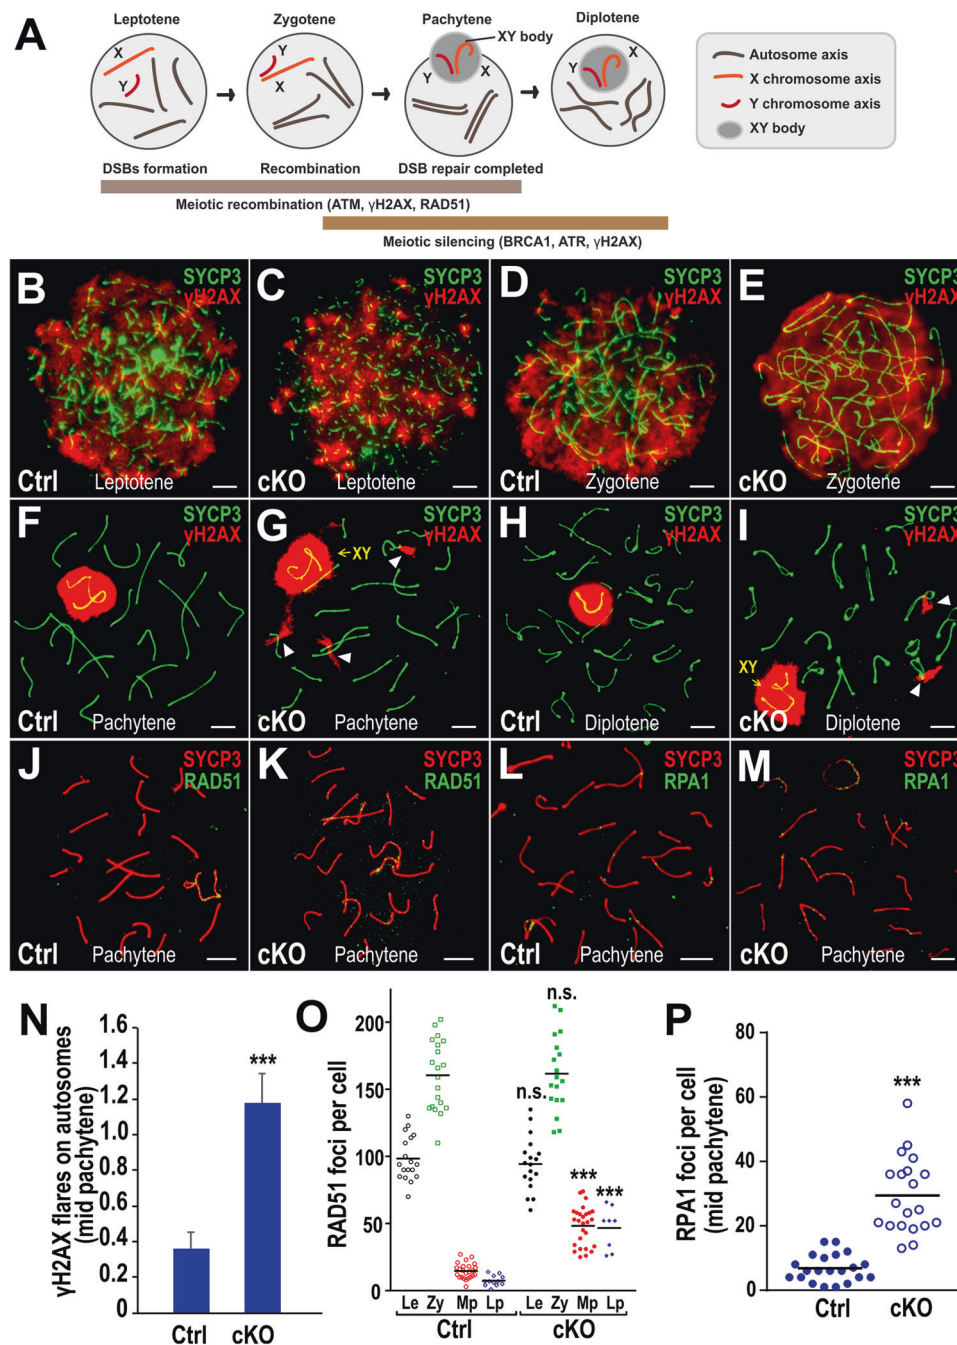 A
Leptotene
Zygotene
Pachytene
Diplotene
XY body
X
Y
Y
X
Y
X
Y
X
Autosome axis
X chromosome axis
Y chromosome axis
XY body
DSBs formation
Recombination
DSB repair completed
Meiotic recombination (ATM, γH2AX, RAD51)
Meiotic silencing (BRCA1, ATR, γH2AX)
B
SYCP3
γH2AX
Ctrl
Leptotene
C
SYCP3
γH2AX
cKO
Leptotene
D
SYCP3
γH2AX
Ctrl
Zygotene
E
SYCP3
γH2AX
cKO
Zygotene
F
SYCP3
γH2AX
Ctrl
Pachytene
G
SYCP3
γH2AX
XY
cKO
Pachytene
H
SYCP3
γH2AX
Ctrl
Diplotene
I
SYCP3
γH2AX
XY
cKO
Diplotene
J
SYCP3
RAD51
Ctrl
Pachytene
K
SYCP3
RAD51
cKO
Pachytene
L
SYCP3
RPA1
Ctrl
Pachytene
M
SYCP3
RPA1
cKO
Pachytene
N
γH2AX flares on autosomes
(mid pachytene)
1.6
1.4
1.2
1.0
0.8
0.6
0.4
0.2
0
***
Ctrl
cKO
O
RAD51 foci per cell
200
150
100
50
0
n.s.
n.s.
***
***
Le
Zy
Mp
Lp
Le
Zy
Mp
Lp
Ctrl
cKO
P
RPA1 foci per cell
(mid pachytene)
80
60
40
20
0
***
Ctrl
cKO